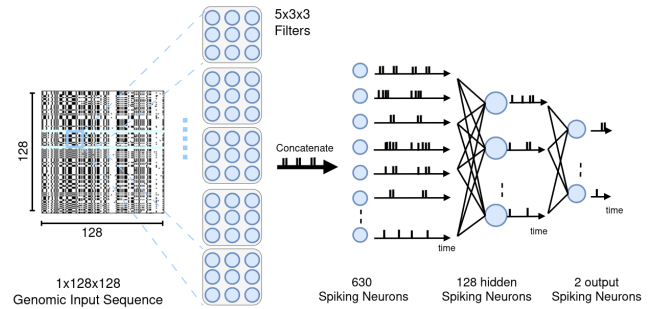 5x3x3
Filters
128
128
1x128x128
Genomic Input Sequence
Concatenate
time
time
time
630
Spiking Neurons
128 hidden
Spiking Neurons
2 output
Spiking Neurons